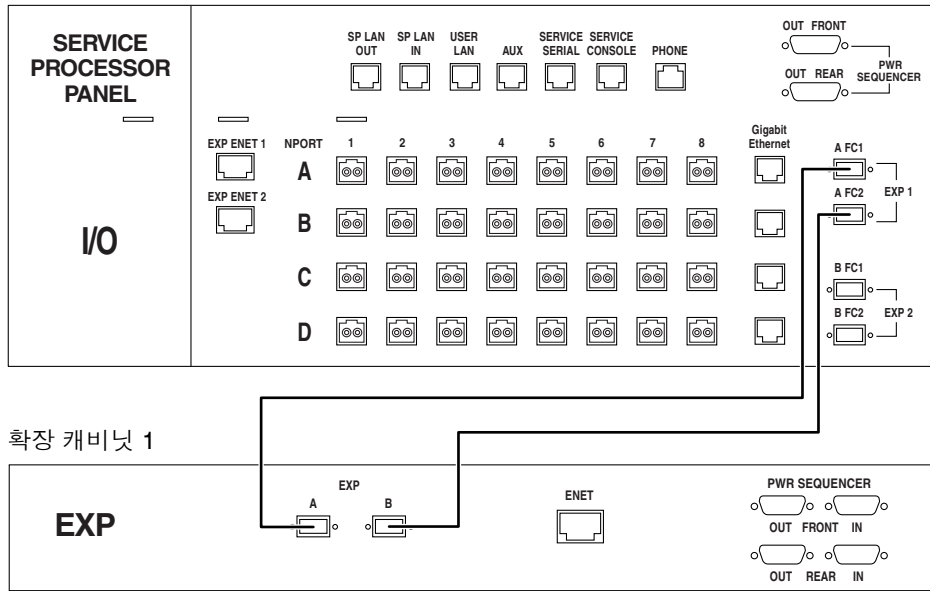 SERVICE
PROCESSOR
PANEL
SP LAN
OUT
SP LAN
IN
USER
LAN
AUX
SERVICE
SERIAL
SERVICE
CONSOLE
PHONE
OUT FRONT
OUT REAR
PWR
SEQUENCER
I/O
EXP ENET 1
EXP ENET 2
NPORT 1 2 3 4 5 6 7 8
Gigabit
Ethernet
A
B
C
D
A FC1
A FC2
EXP 1
B FC1
B FC2
EXP 2
확장 캐비닛 1
EXP
EXP
A B
ENET
PWR SEQUENCER
OUT FRONT IN
OUT REAR IN